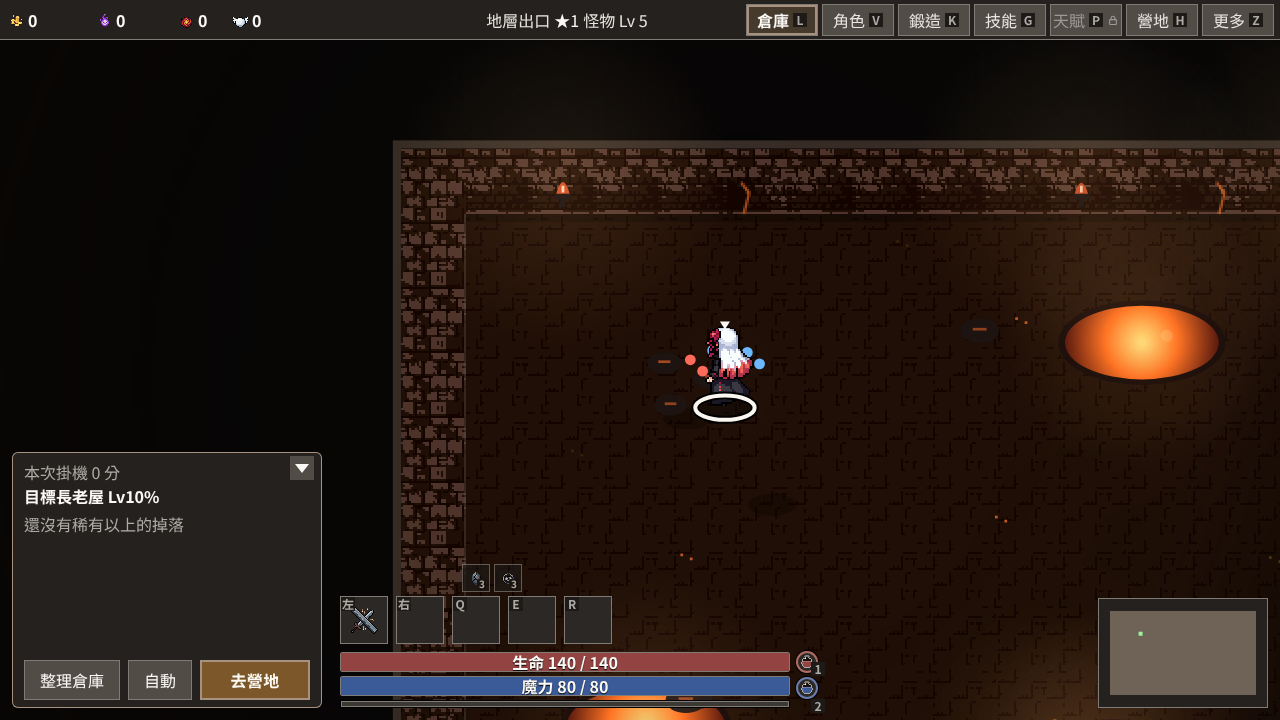 0
0
0
0
地層出口 ★1 怪物 Lv 5
倉庫 L
角色 V
鍛造 K
技能 G
天賦 P
營地 H
更多 Z
本次掛機 0 分
目標長老屋 Lv10%
還沒有稀有以上的掉落
整理倉庫
自動
去營地
3
3
左
右
Q
E
R
生命 140 / 140
1
魔力 80 / 80
2